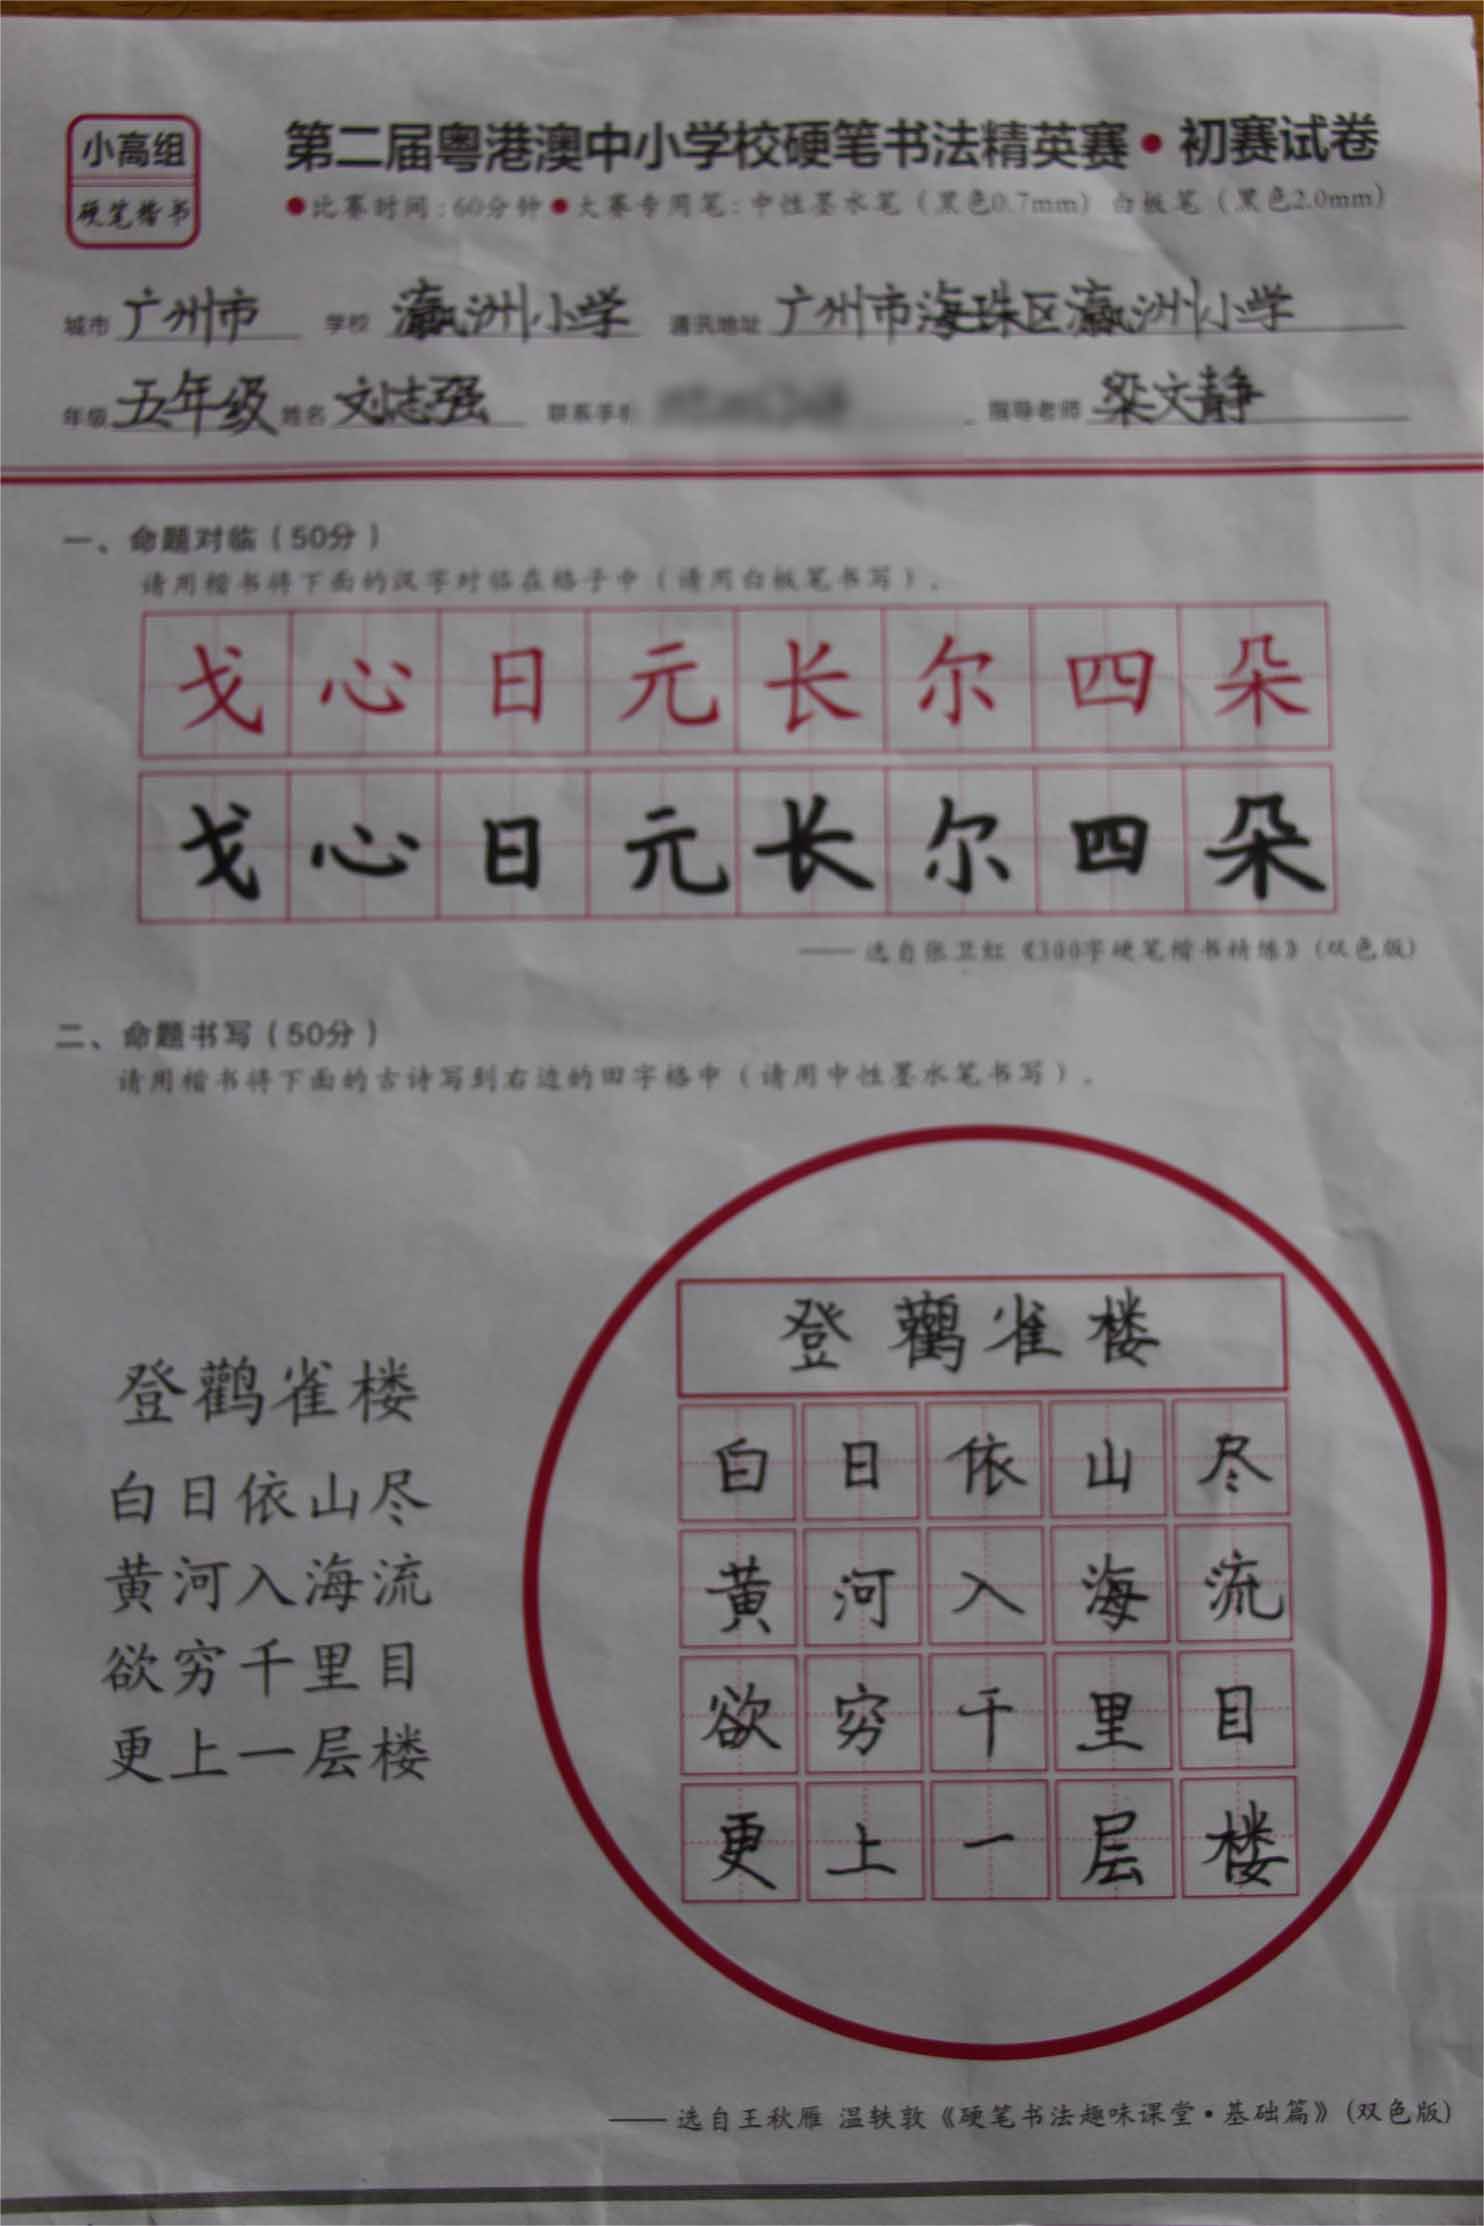 小高组
硬笔楷书
第二届粤港澳中小学校硬笔书法精英赛•初赛试卷
●比赛时间:60分钟●大赛专用笔:中性墨水笔(黑色0.7mm) 白板笔(黑色2.0mm)
城市 广州市 学校 瀛洲小学 通讯地址 广州市海珠区瀛洲小学
年级 五年级 姓名 刘志强 联系手机 指导老师 梁文静
一、命题对临(50分)
请用楷书将下面的汉字对临在格子中(请用白板笔书写)。
戈心日元长尔四朵
戈心日元长尔四朵
——选自张卫红《300字硬笔楷书精练》(双色版)
二、命题书写(50分)
请用楷书将下面的古诗写到右边的田字格中(请用中性墨水笔书写)。
登鹳雀楼
白日依山尽
黄河入海流
欲穷千里目
更上一层楼
登鹳雀楼
白日依山尽
黄河入海流
欲穷千里目
更上一层楼
——选自王秋雁 温轶敦《硬笔书法趣味课堂·基础篇》(双色版)